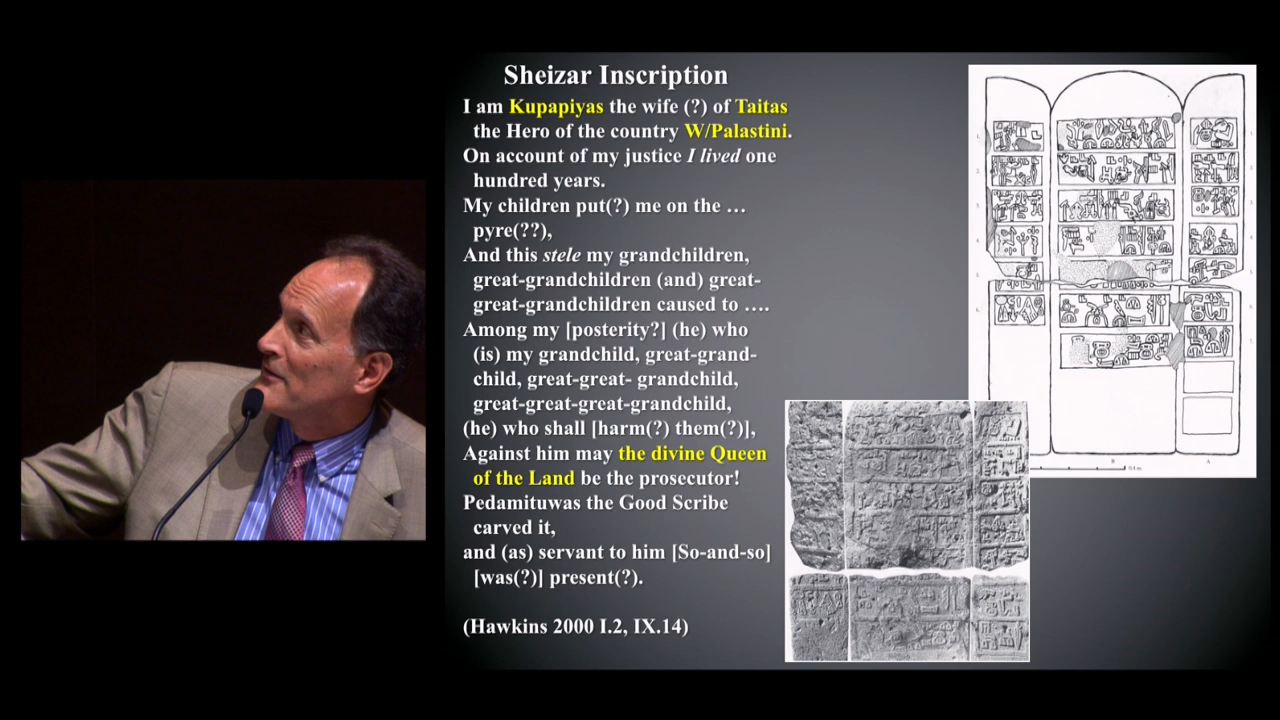 Sheizar Inscription
I am Kupapiyas the wife (?) of Taitas
the Hero of the country W/Palastini.
On account of my justice I lived one
hundred years.
My children put(?) me on the …
pyre(??),
And this stele my grandchildren,
great-grandchildren (and) great-
great-grandchildren caused to ….
Among my [posterity?] (he) who
(is) my grandchild, great-grand-
child, great-great- grandchild,
great-great-great-grandchild,
(he) who shall [harm(?) them(?)],
Against him may the divine Queen
of the Land be the prosecutor!
Pedamituwas the Good Scribe
carved it,
and (as) servant to him [So-and-so]
[was(?)] present(?).
(Hawkins 2000 I.2, IX.14)